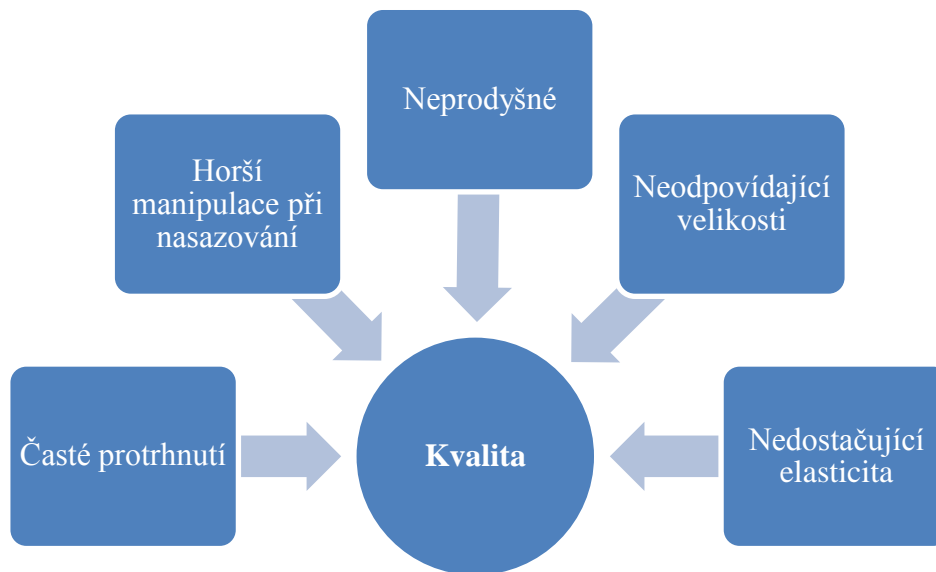 Neprodyšné
Horší
manipulace při
nasazování
Neodpovídající
velikosti
Časté protrhnutí
Kvalita
Nedostačující
elasticita